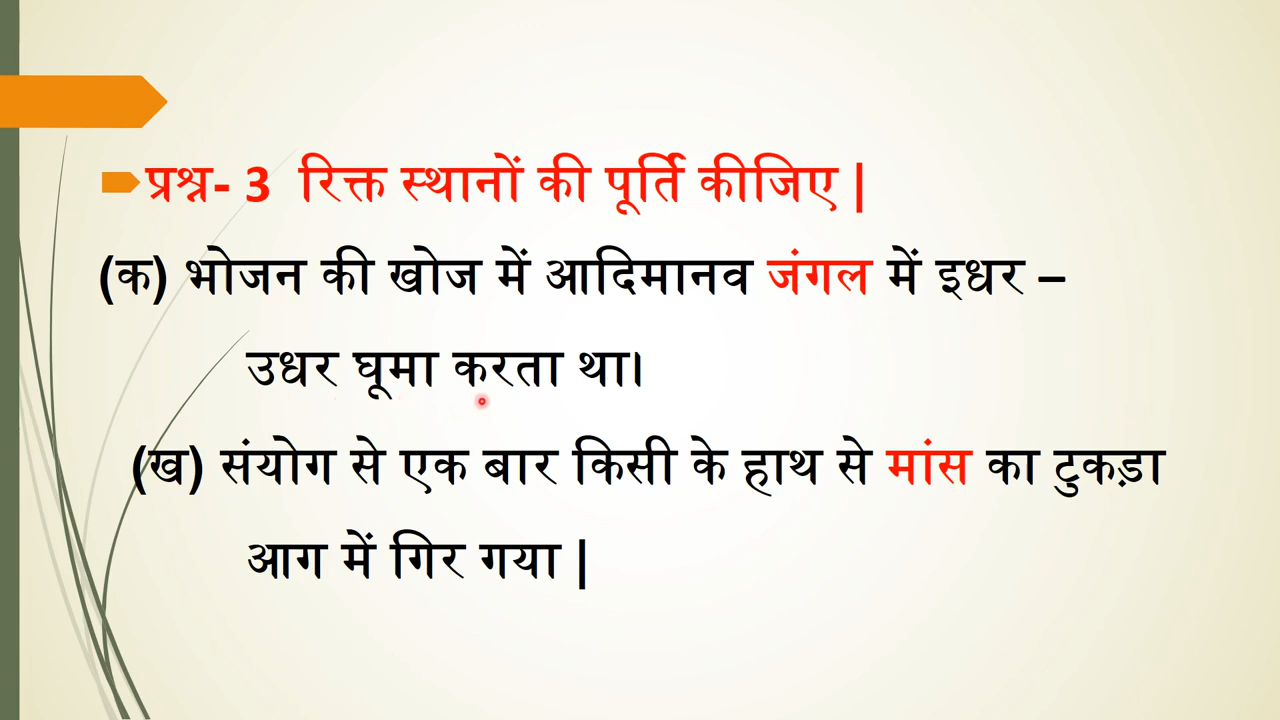 प्रश्न- 3 रिक्त स्थानों की पूर्ति कीजिए |
(क) भोजन की खोज में आदिमानव जंगल में इधर –
उधर घूमा करता था।
(ख) संयोग से एक बार किसी के हाथ से मांस का टुकड़ा
आग में गिर गया |